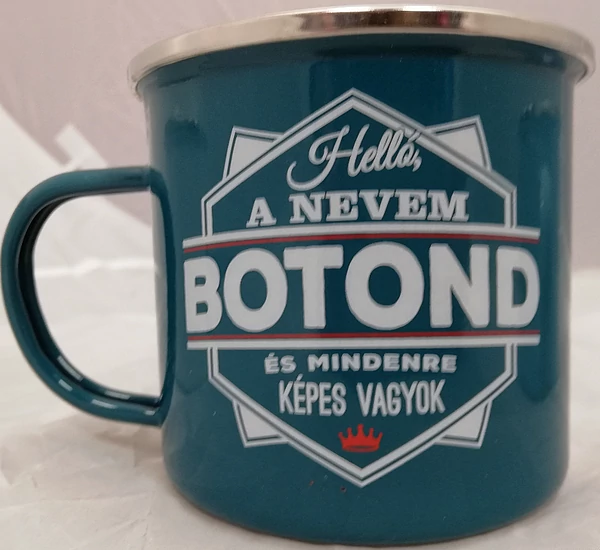 Helló,
A NEVEM
BOTOND
ÉS MINDENRE
KÉPES VAGYOK